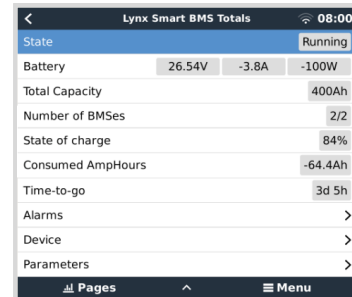 Lynx Smart BMS Totals 08:00
State Running
Battery 26.54V -3.8A -100W
Total Capacity 400Ah
Number of BMSes 2/2
State of charge 84%
Consumed AmpHours -64.4Ah
Time-to-go 3d 5h
Alarms
Device
Parameters
Pages Menu